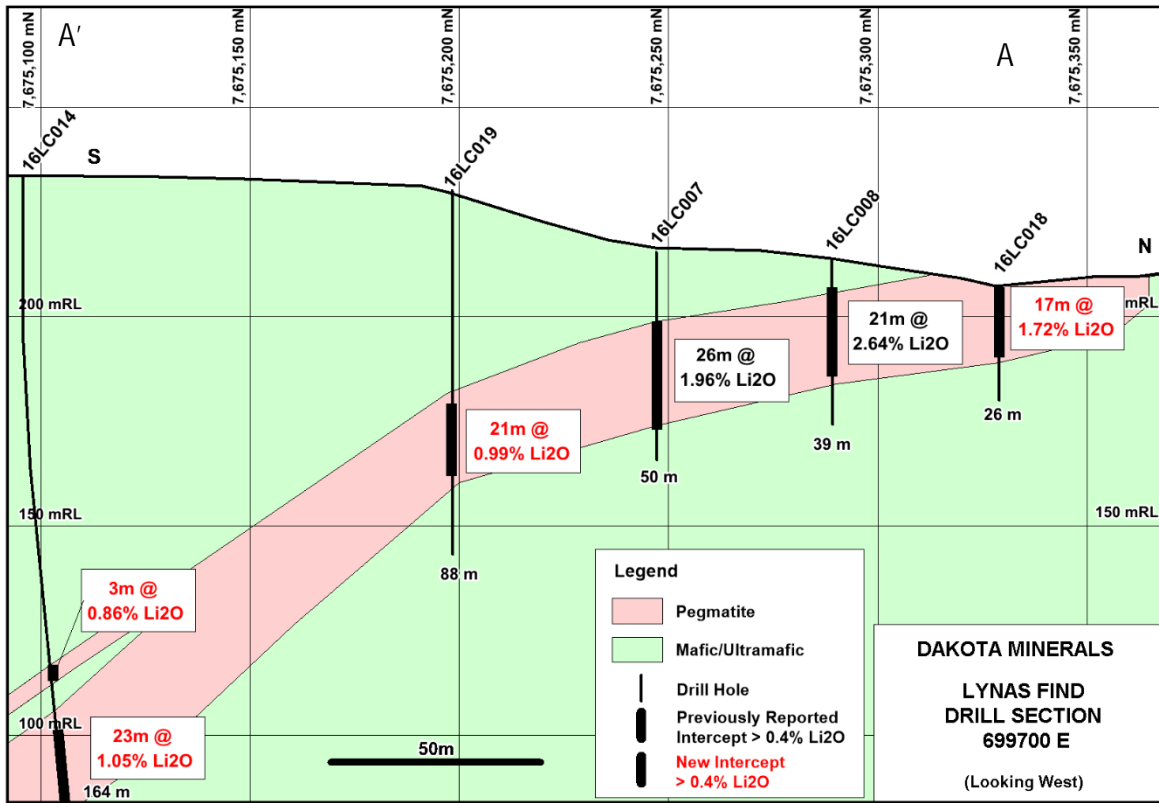 7,675,100 mN
7,675,150 mN
7,675,200 mN
7,675,250 mN
7,675,300 mN
7,675,350 mN
A'
A
S
N
16LC014
16LC019
16LC007
16LC008
16LC018
200 mRL
mRL
17m @
1.72% Li2O
21m @
2.64% Li2O
26m @
1.96% Li2O
26 m
39 m
21m @
0.99% Li2O
50 m
150 mRL
150 mRL
88 m
3m @
0.86% Li2O
100 mRL
23m @
1.05% Li2O
164 m
50m
Legend
Pegmatite
Mafic/Ultramafic
Drill Hole
Previously Reported
Intercept > 0.4% Li2O
New Intercept
> 0.4% Li2O
DAKOTA MINERALS
LYNAS FIND
DRILL SECTION
699700 E
(Looking West)